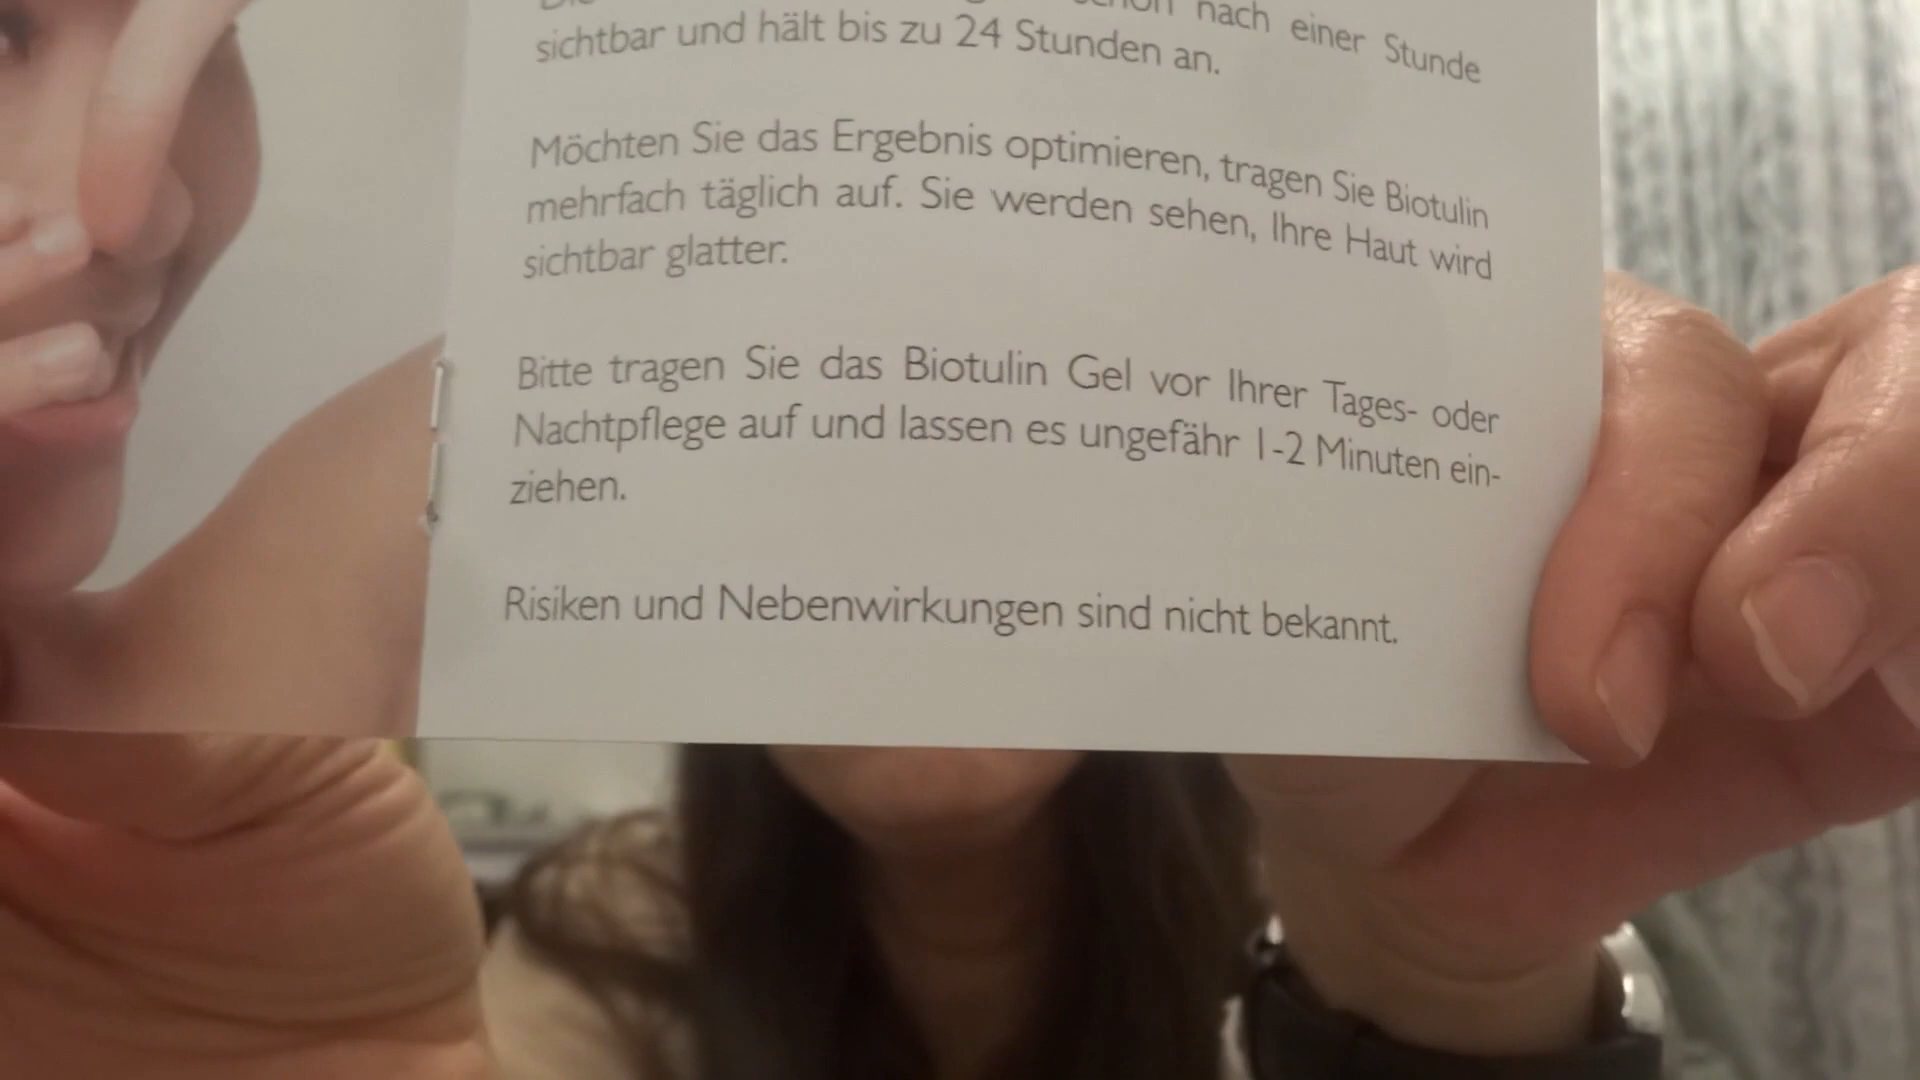 nach einer Stunde
sichtbar und hält bis zu 24 Stunden an.
Möchten Sie das Ergebnis optimieren, tragen Sie Biotulin
mehrfach täglich auf. Sie werden sehen, Ihre Haut wird
sichtbar glatter.
Bitte tragen Sie das Biotulin Gel vor Ihrer Tages- oder
Nachtpflege auf und lassen es ungefähr 1-2 Minuten ein-
ziehen.
Risiken und Nebenwirkungen sind nicht bekannt.